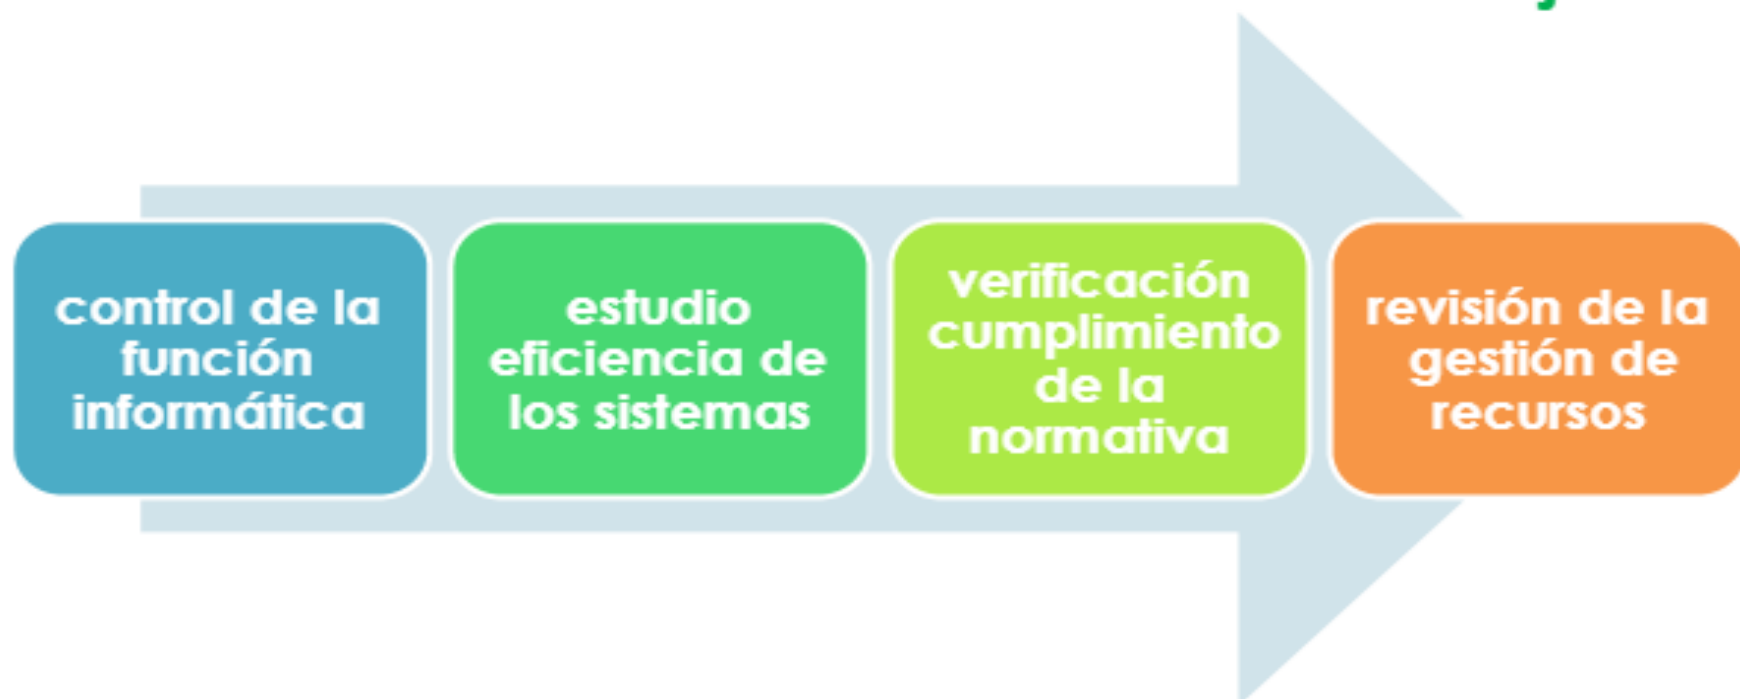 control de la
función
informática
estudio
eficiencia de
los sistemas
verificación
cumplimiento
de la
normativa
revisión de la
gestión de
recursos